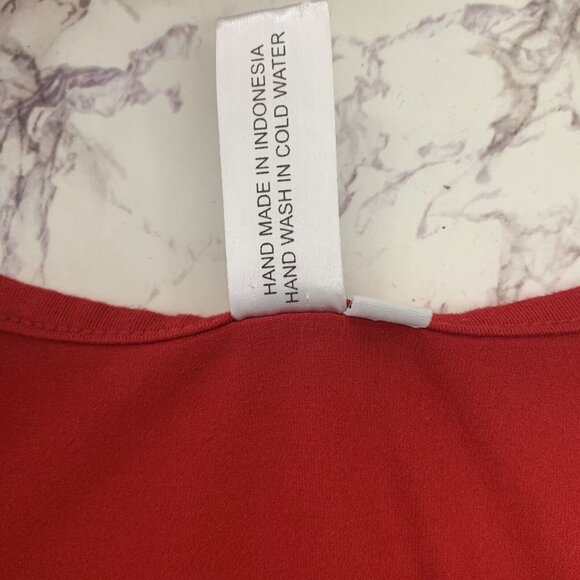 HAND MADE IN INDONESIA
HAND WASH IN COLD WATER